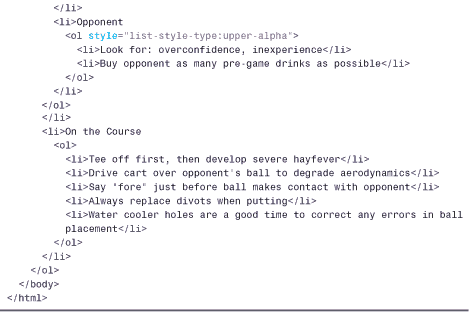 </li>
<li>Opponent
<ol style="list-style-type:upper-alpha">
<li>Look for: overconfidence, inexperience</li>
<li>Buy opponent as many pre-game drinks as possible</li>
</ol>
</li>
</ol>
</li>
<li>On the Course
<ol>
<li>Tee off first, then develop severe hayfever</li>
<li>Drive cart over opponent's ball to degrade aerodynamics</li>
<li>Say "fore" just before ball makes contact with opponent</li>
<li>Always replace divots when putting</li>
<li>Water cooler holes are a good time to correct any errors in ball
placement</li>
</ol>
</li>
</ol>
</body>
</html>